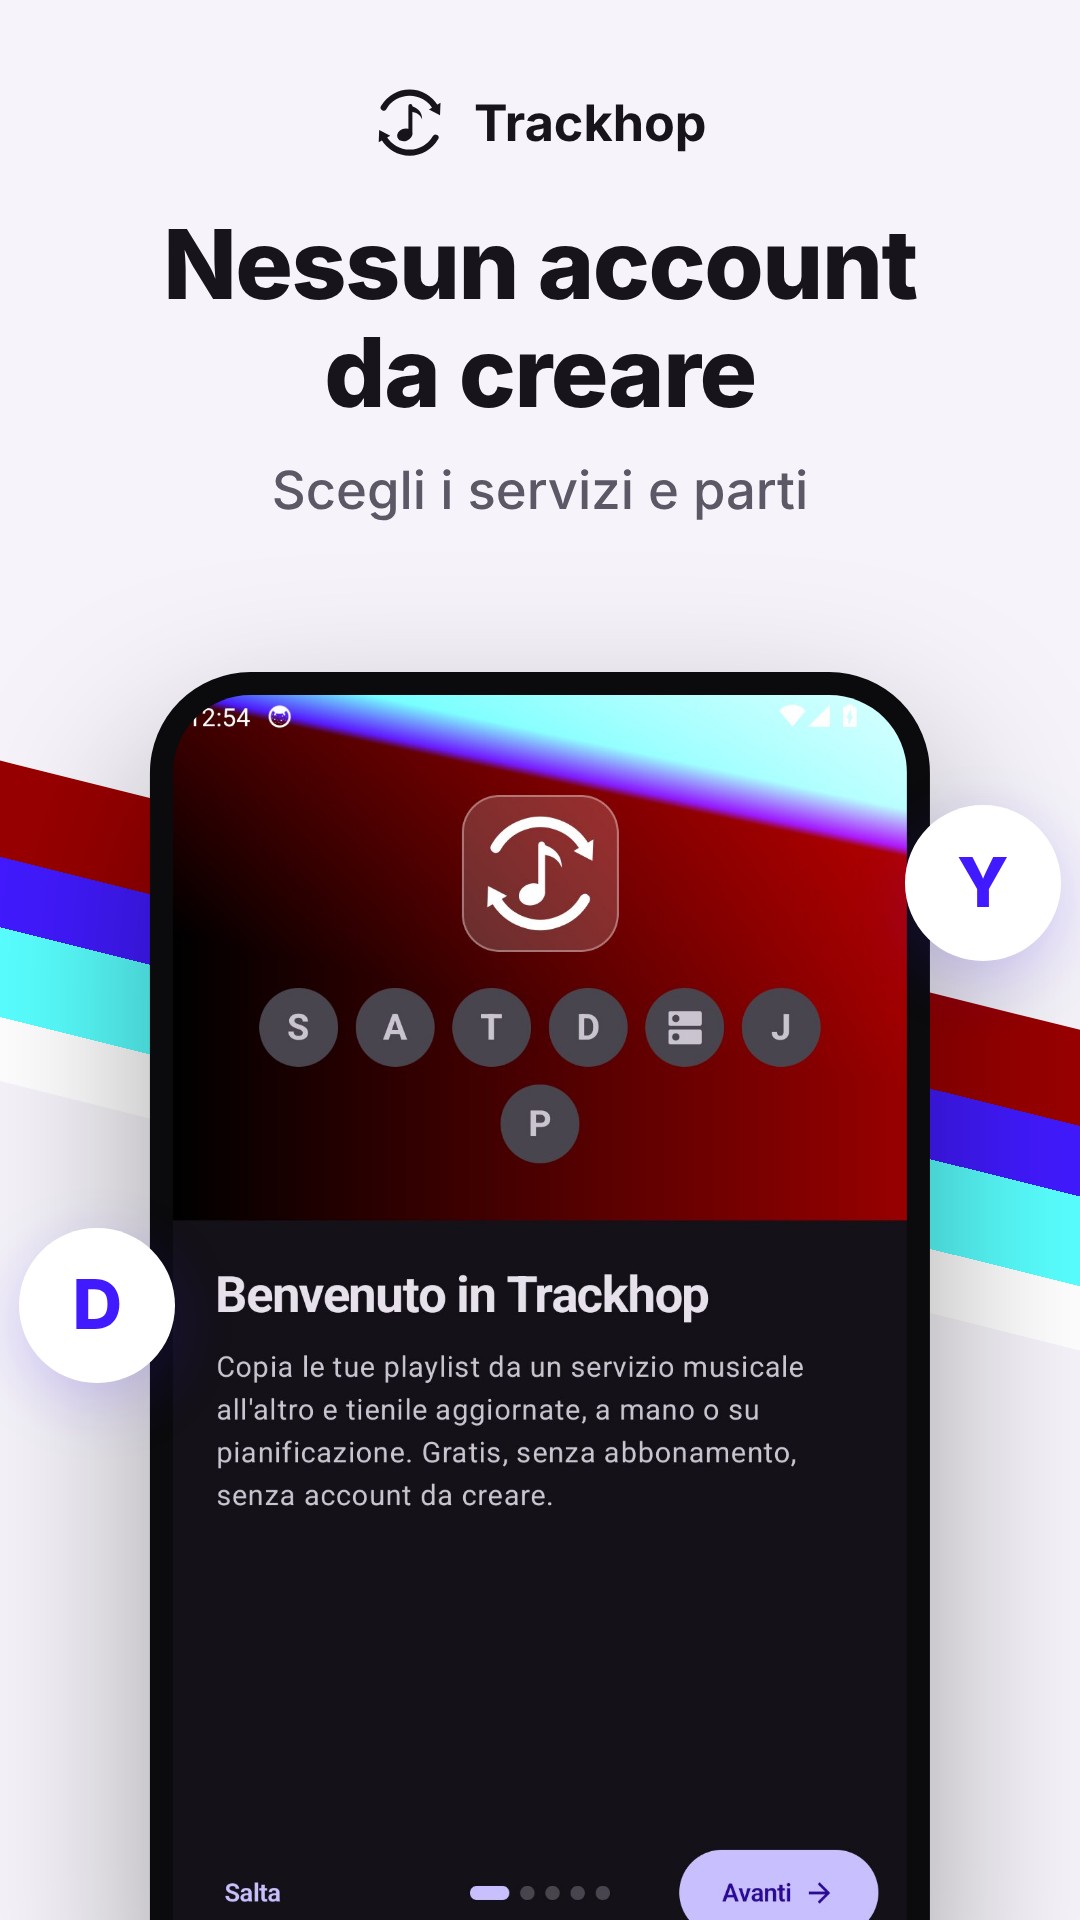 Trackhop
Nessun account
da creare
Scegli i servizi e parti
12:54
Y
S A T D J
P
D
Benvenuto in Trackhop
Copia le tue playlist da un servizio musicale
all'altro e tienile aggiornate, a mano o su
pianificazione. Gratis, senza abbonamento,
senza account da creare.
Salta
Avanti